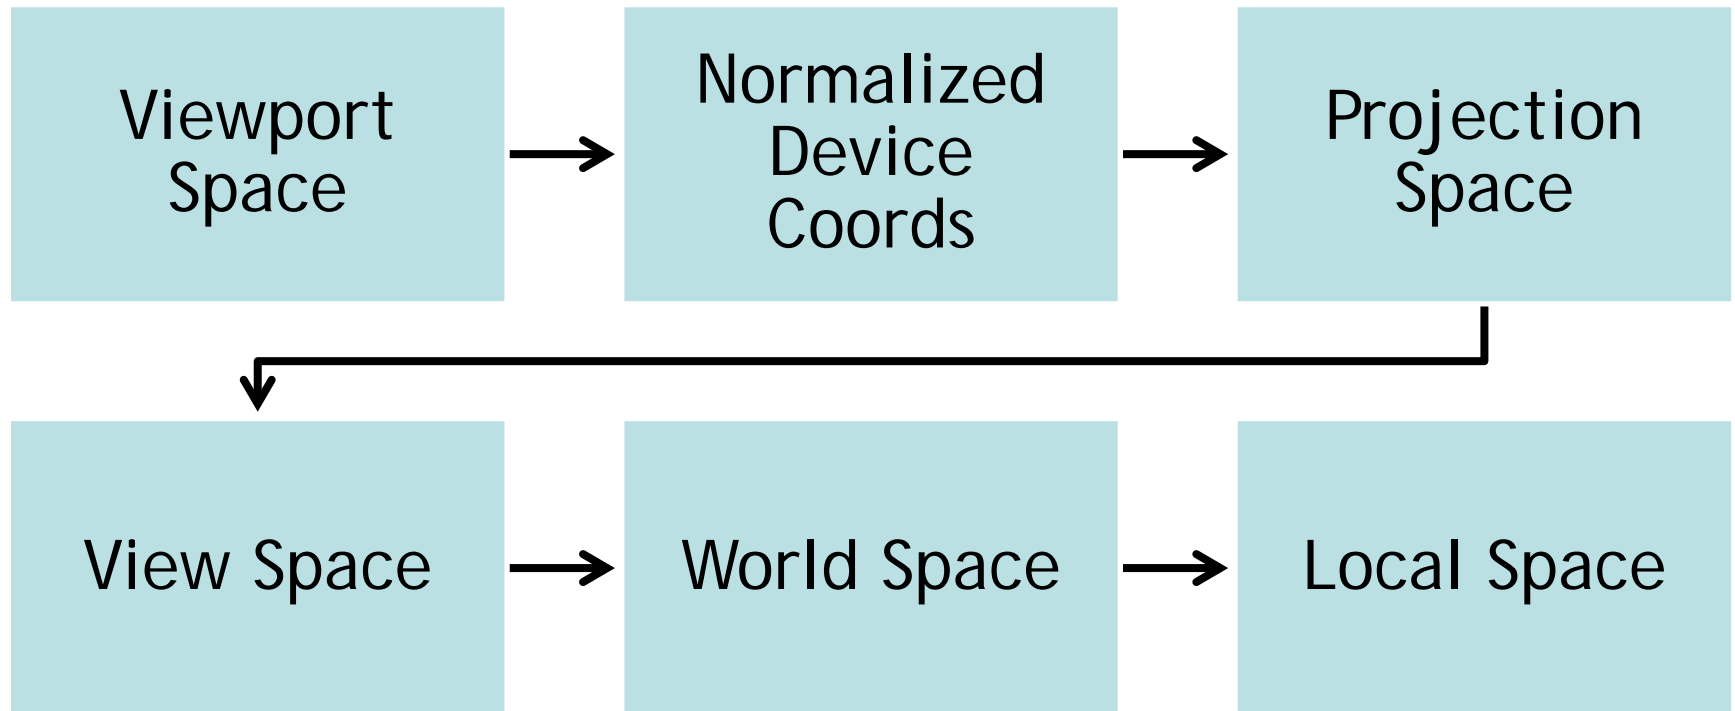 Viewport
Space
Normalized
Device
Coords
Projection
Space
View Space
World Space
Local Space